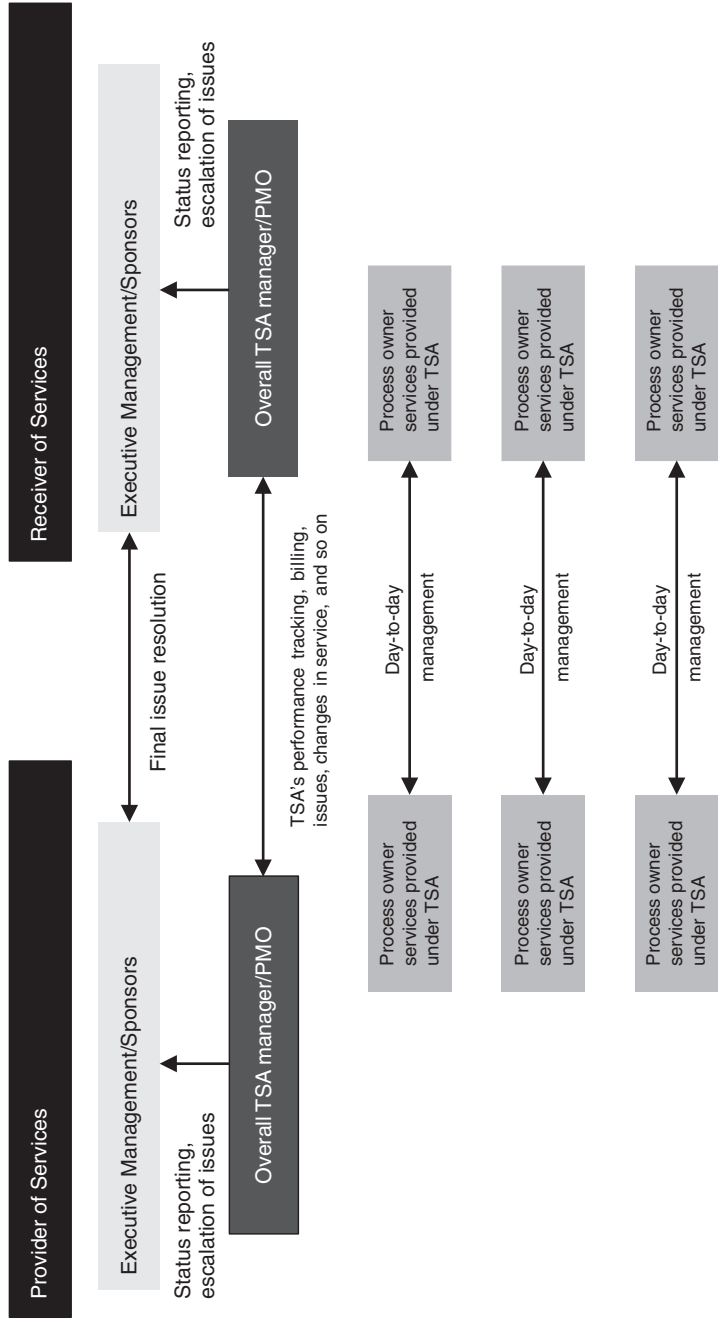 Provider of Services
Receiver of Services
Executive Management/Sponsors
Final issue resolution
Executive Management/Sponsors
Status reporting,
escalation of issues
Status reporting,
escalation of issues
Overall TSA manager/PMO
TSA's performance tracking, billing,
issues, changes in service, and so on
Overall TSA manager/PMO
Process owner
services provided
under TSA
Day-to-day
management
Process owner
services provided
under TSA
Process owner
services provided
under TSA
Day-to-day
management
Process owner
services provided
under TSA
Process owner
services provided
under TSA
Day-to-day
management
Process owner
services provided
under TSA